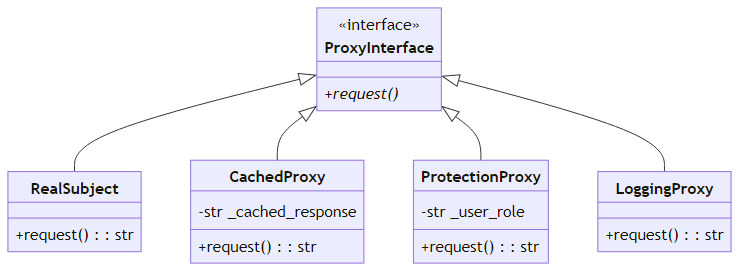 «interface»
ProxyInterface
+request()
RealSubject
+request() : : str
CachedProxy
-str _cached_response
+request() : : str
ProtectionProxy
-str _user_role
+request() : : str
LoggingProxy
+request() : : str